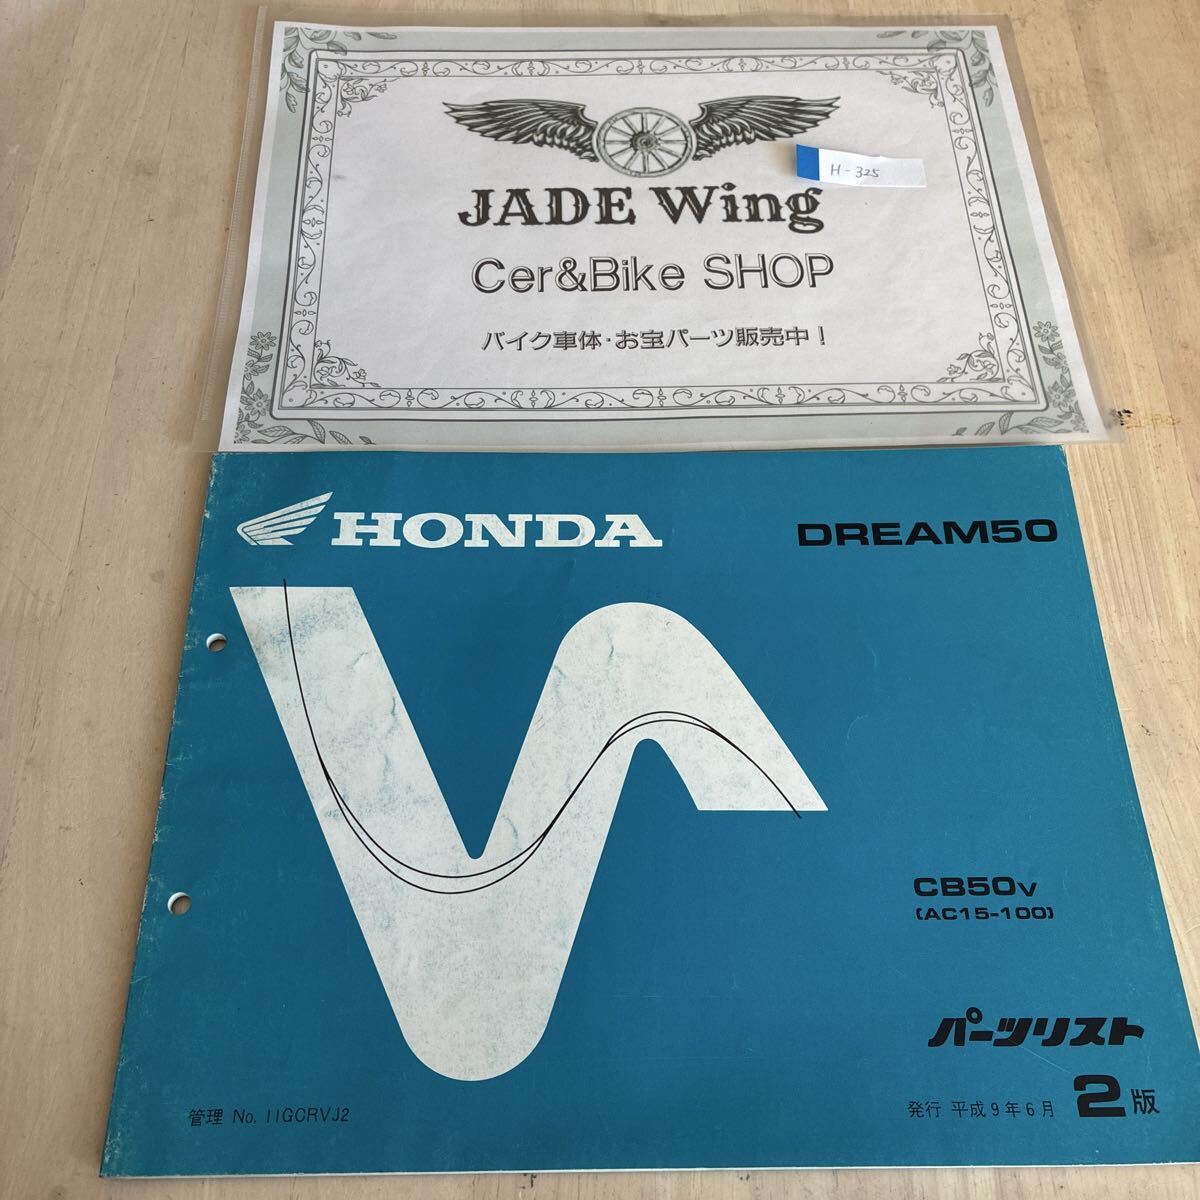 H-325
JADE Wing
Cer&Bike SHOP
バイク車体・お宝パーツ販売中！
HONDA
DREAM50
CB50V
(AC15-100)
パーツリスト
管理 No. 11GCRVJ2
発行 平成9年6月 2版